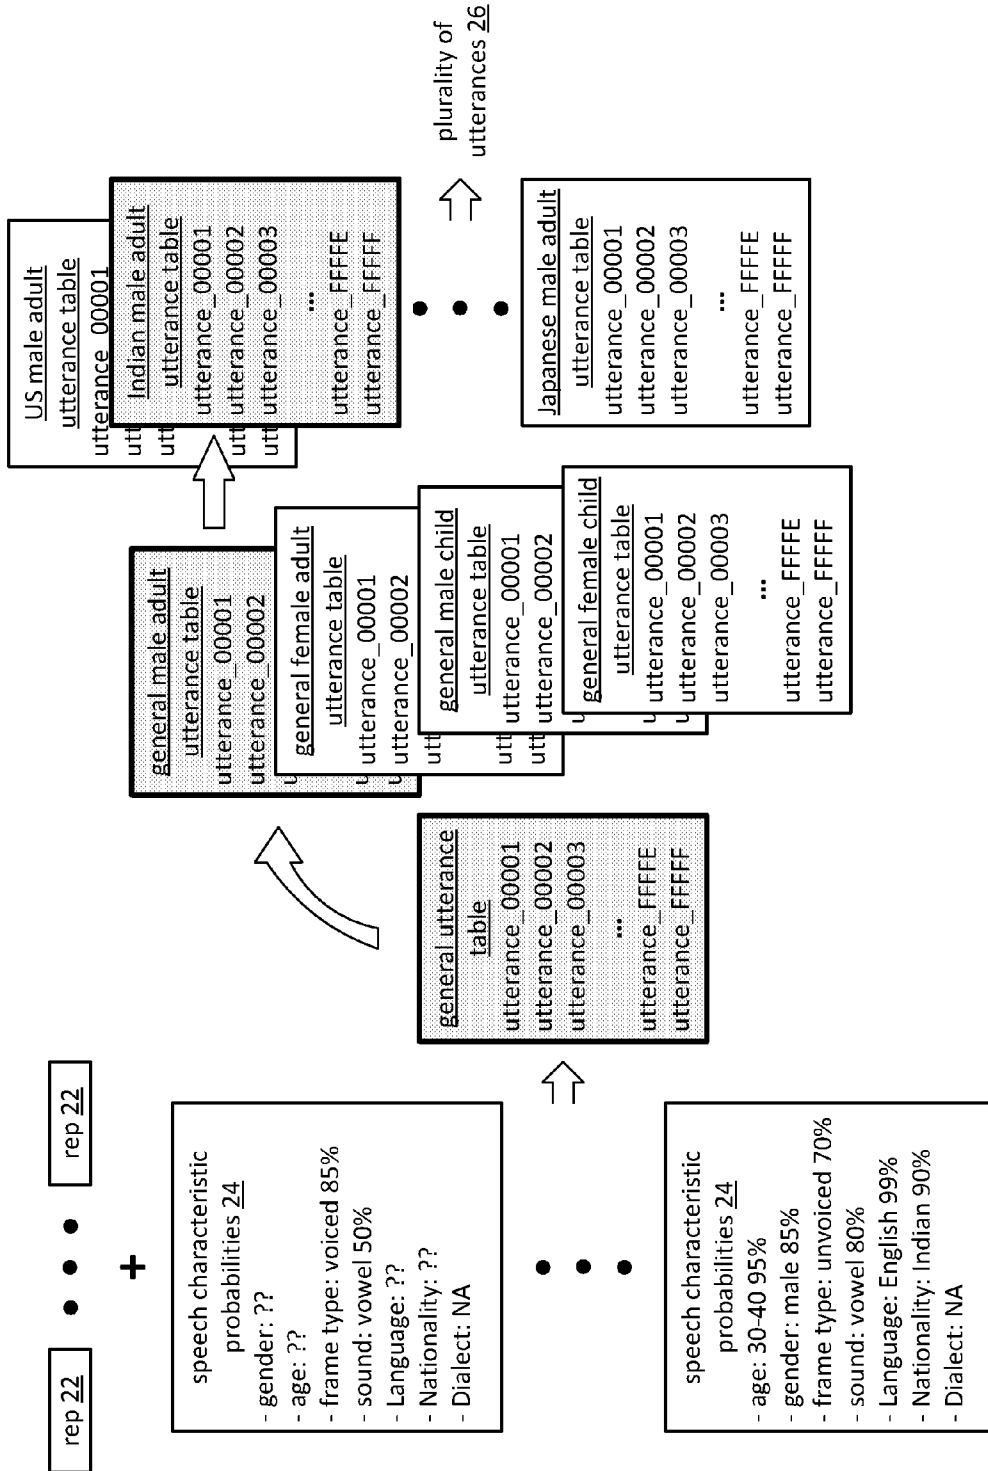 rep 22
rep 22
+
speech characteristic
probabilities 24
- gender: ??
- age: ??
- frame type: voiced 85%
- sound: vowel 50%
- Language: ??
- Nationality: ??
- Dialect: NA
speech characteristic
probabilities 24
- age: 30-40 95%
- gender: male 85%
- frame type: unvoiced 70%
- sound: vowel 80%
- Language: English 99%
- Nationality: Indian 90%
- Dialect: NA
general utterance
table
utterance_00001
utterance_00002
utterance_00003
...
utterance_FFFFE
utterance_FFFFF
general male adult
utterance table
utterance_00001
utterance_00002
u
general female adult
utterance table
utterance_00001
utterance_00002
ut
general male child
utterance table
utterance_00001
utterance_00002
general female child
utterance table
utterance_00001
utterance_00002
utterance_00003
...
utterance_FFFFE
utterance_FFFFF
US male adult
utterance table
utterance_00001
utt
utt
utt
utt
Indian male adult
utterance table
utterance_00001
utterance_00002
utterance_00003
...
utterance_FFFFE
utterance_FFFFF
Japanese male adult
utterance table
utterance_00001
utterance_00002
utterance_00003
...
utterance_FFFFE
utterance_FFFFF
plurality of
utterances 26